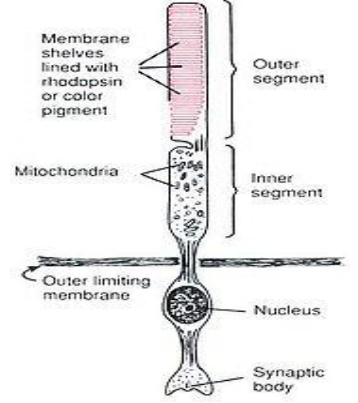 Membrane
shelves
lined with
rhodopsin
or color
pigment
Outer
segment
Mitochondria
Inner
segment
Outer limiting
membrane
Nucleus
Synaptic
body